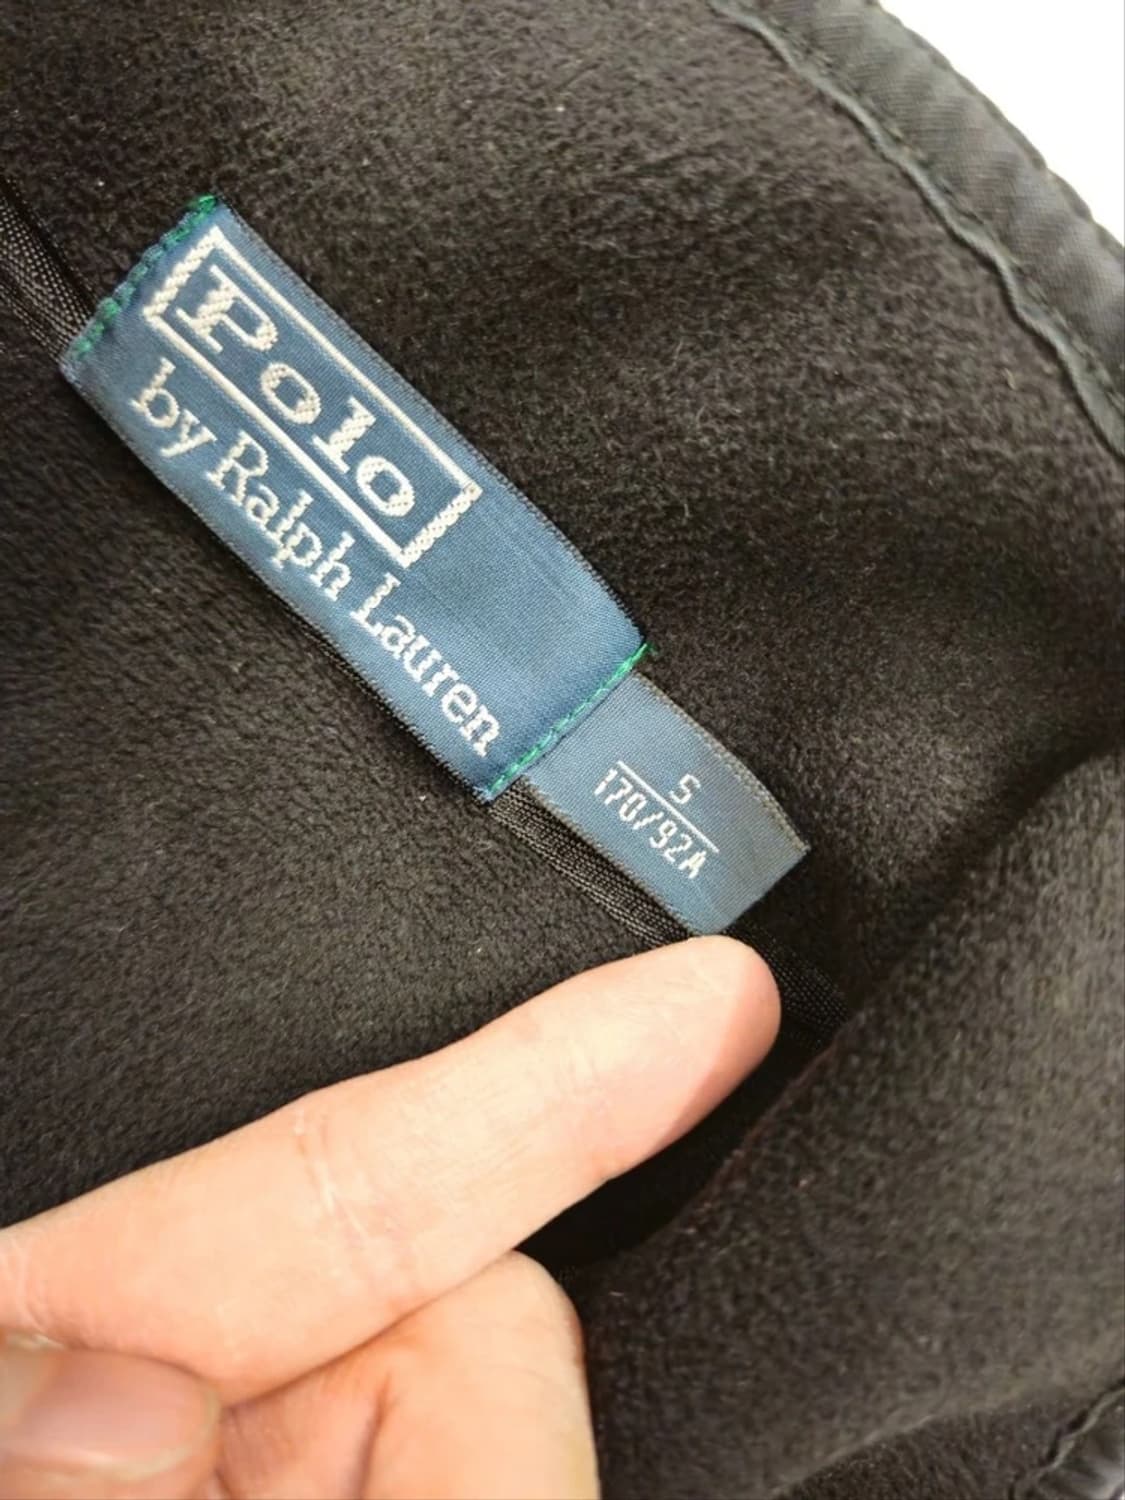 Polo
by Ralph Lauren
S
170/92A